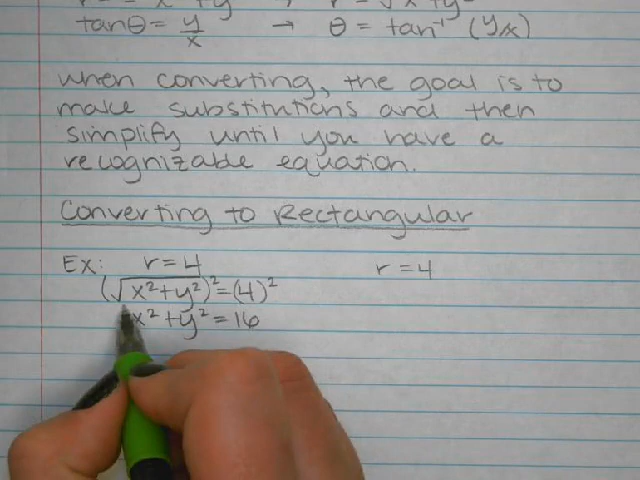 tanθ = y/x → θ = tan⁻¹ (y/x)
when converting, the goal is to
make substitutions and then
simplify until you have a
recognizable equation.
Converting to Rectangular
Ex: r = 4 r = 4
(√x² + y²)² = (4)²
x² + y² = 16